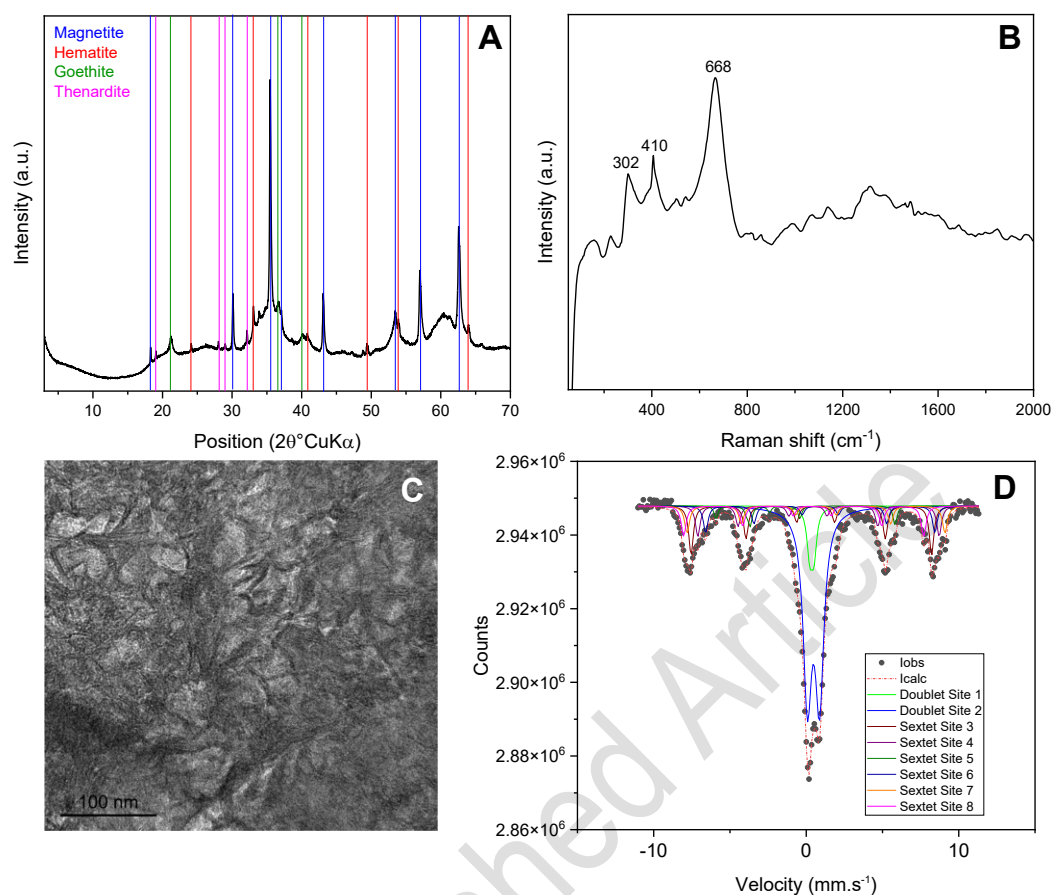 A
Magnetite
Hematite
Goethite
Thenardite
Intensity (a.u.)
10 20 30 40 50 60 70
Position (2θ°CuKα)
B
668
410
302
Intensity (a.u.)
400 800 1200 1600 2000
Raman shift (cm-1)
C
100 nm
D
2.96×10⁶
2.94×10⁶
2.92×10⁶
2.90×10⁶
2.88×10⁶
2.86×10⁶
Counts
Iobs
Icalc
Doublet Site 1
Doublet Site 2
Sextet Site 3
Sextet Site 4
Sextet Site 5
Sextet Site 6
Sextet Site 7
Sextet Site 8
-10 0 10
Velocity (mm.s-1)
hed Article